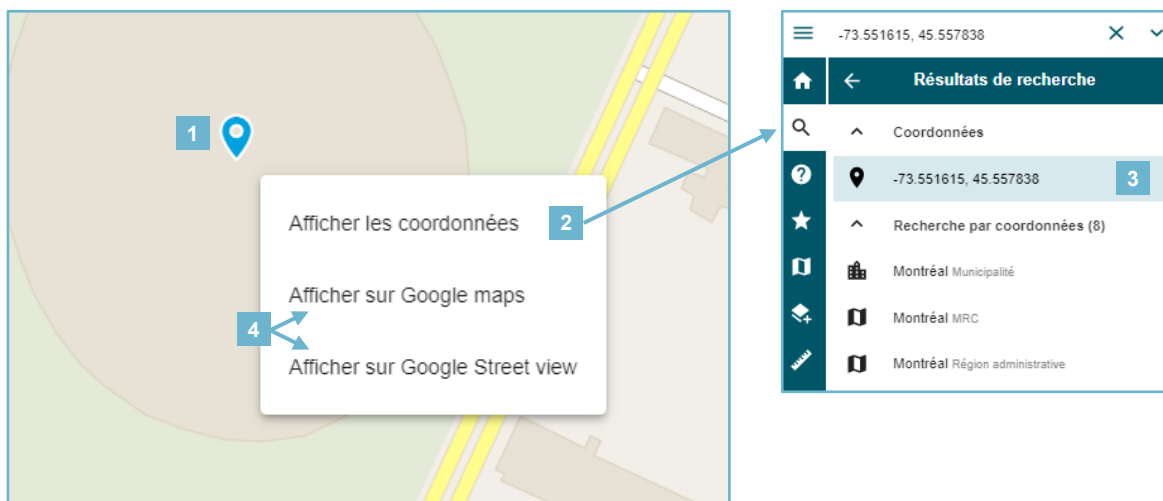 1
Afficher les coordonnées 2
Afficher sur Google maps
4
Afficher sur Google Street view
-73.551615, 45.557838
Résultats de recherche
Coordonnées
-73.551615, 45.557838 3
Recherche par coordonnées (8)
Montréal Municipalité
Montréal MRC
Montréal Région administrative